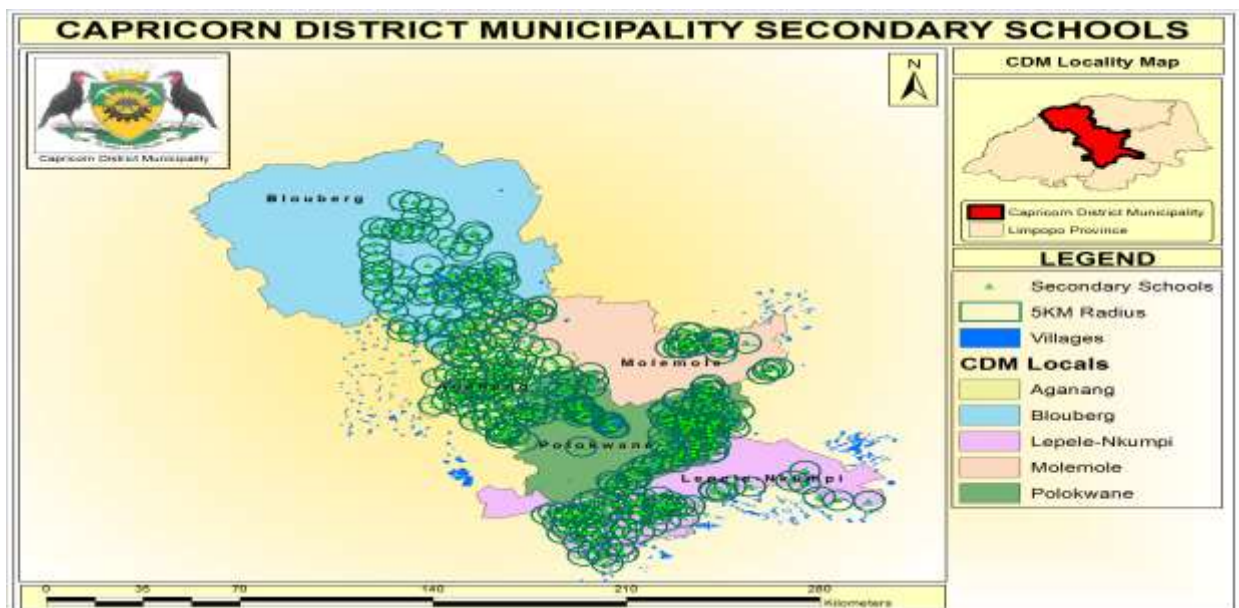 CAPRICORN DISTRICT MUNICIPALITY SECONDARY SCHOOLS
Capricorn District Municipality
N
Blouberg
Molemole
Polokwane
Lepele-Nkumpi
0 35 70 140 210 280
Kilometers
CDM Locality Map
Capricorn District Municipality
Limpopo Province
LEGEND
Secondary Schools
5KM Radius
Villages
CDM Locals
Aganang
Blouberg
Lepele-Nkumpi
Molemole
Polokwane